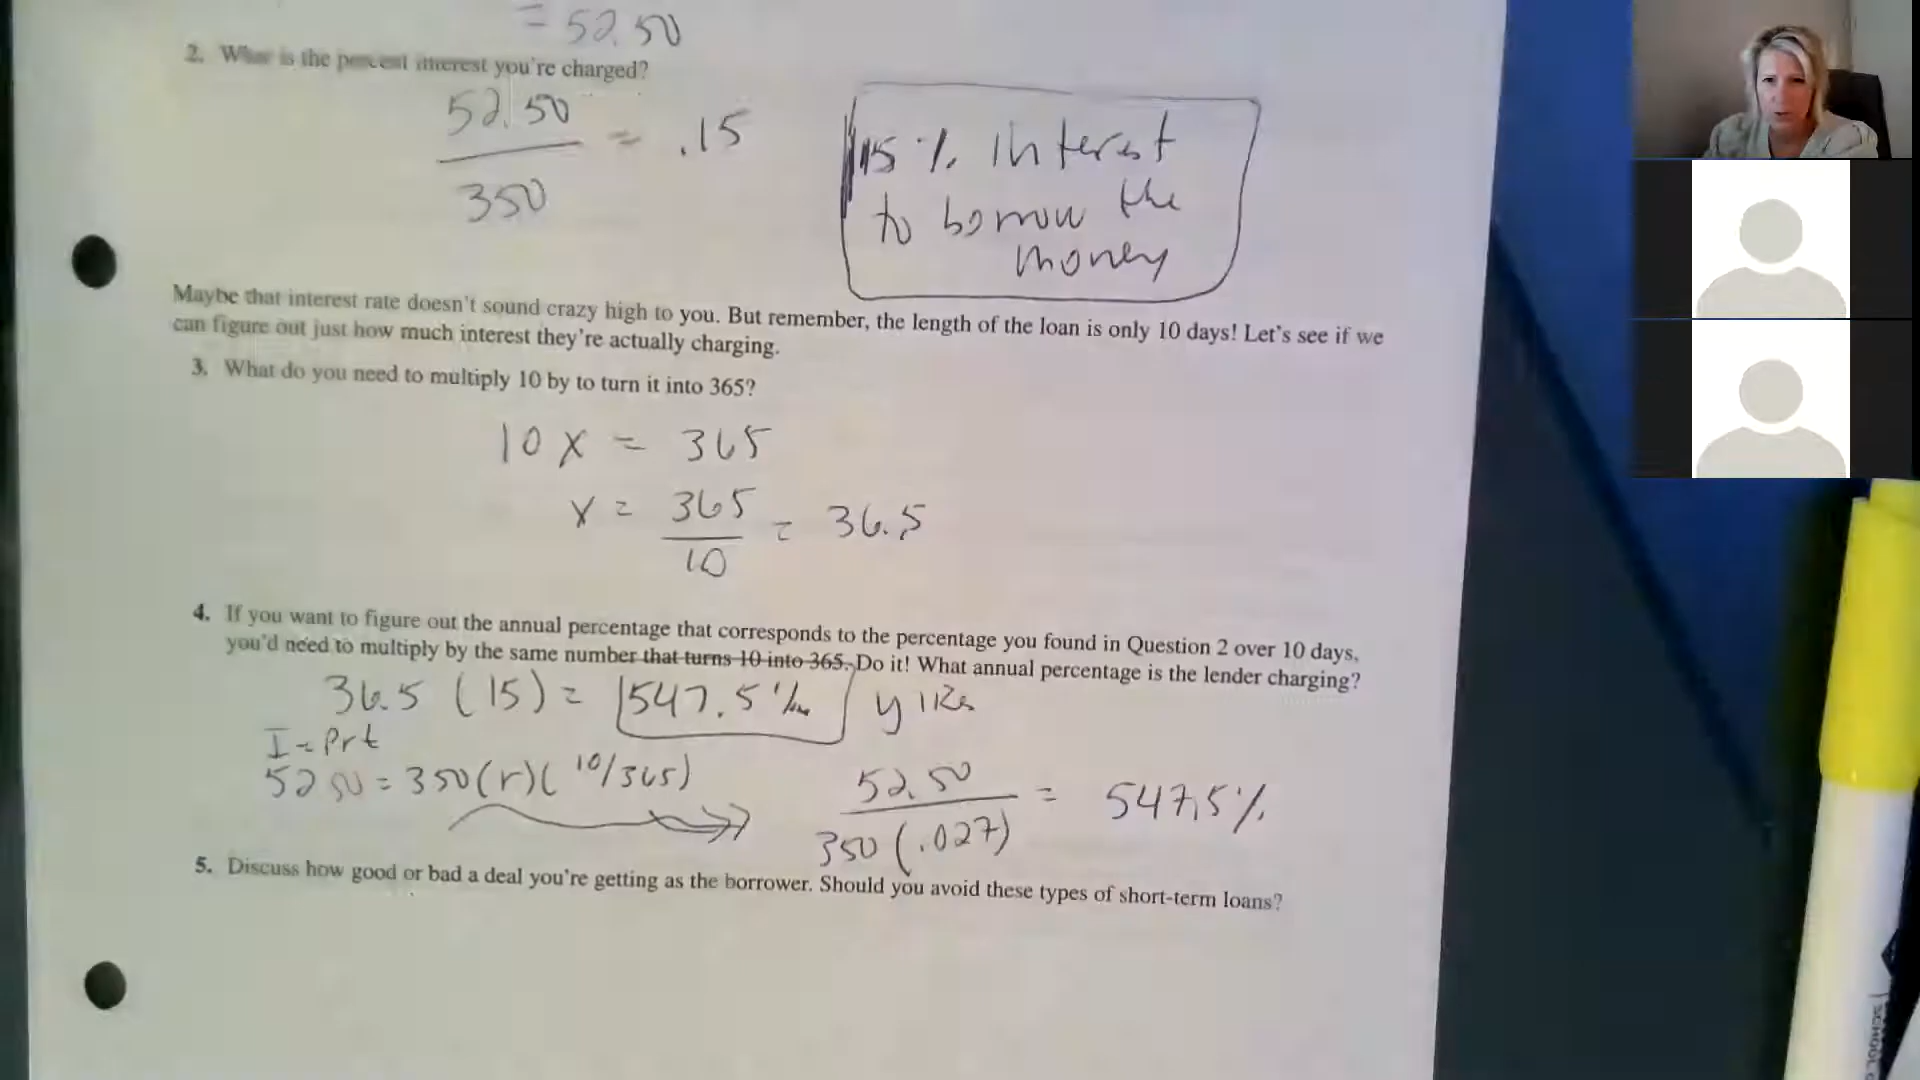 = 52.50
2. What is the percent interest you're charged?
52.50
350
= .15
15% interest
to borrow the
money
Maybe that interest rate doesn't sound crazy high to you. But remember, the length of the loan is only 10 days! Let's see if we
can figure out just how much interest they're actually charging.
3. What do you need to multiply 10 by to turn it into 365?
10x = 365
x = 365
10
= 36.5
4. If you want to figure out the annual percentage that corresponds to the percentage you found in Question 2 over 10 days,
you'd need to multiply by the same number that turns 10 into 365. Do it! What annual percentage is the lender charging?
36.5 (15) = 547.5% yikes
I = Prt
52 50 = 350(r)( 10/365)
52.50
350 (.027)
= 547.5%
5. Discuss how good or bad a deal you're getting as the borrower. Should you avoid these types of short-term loans?